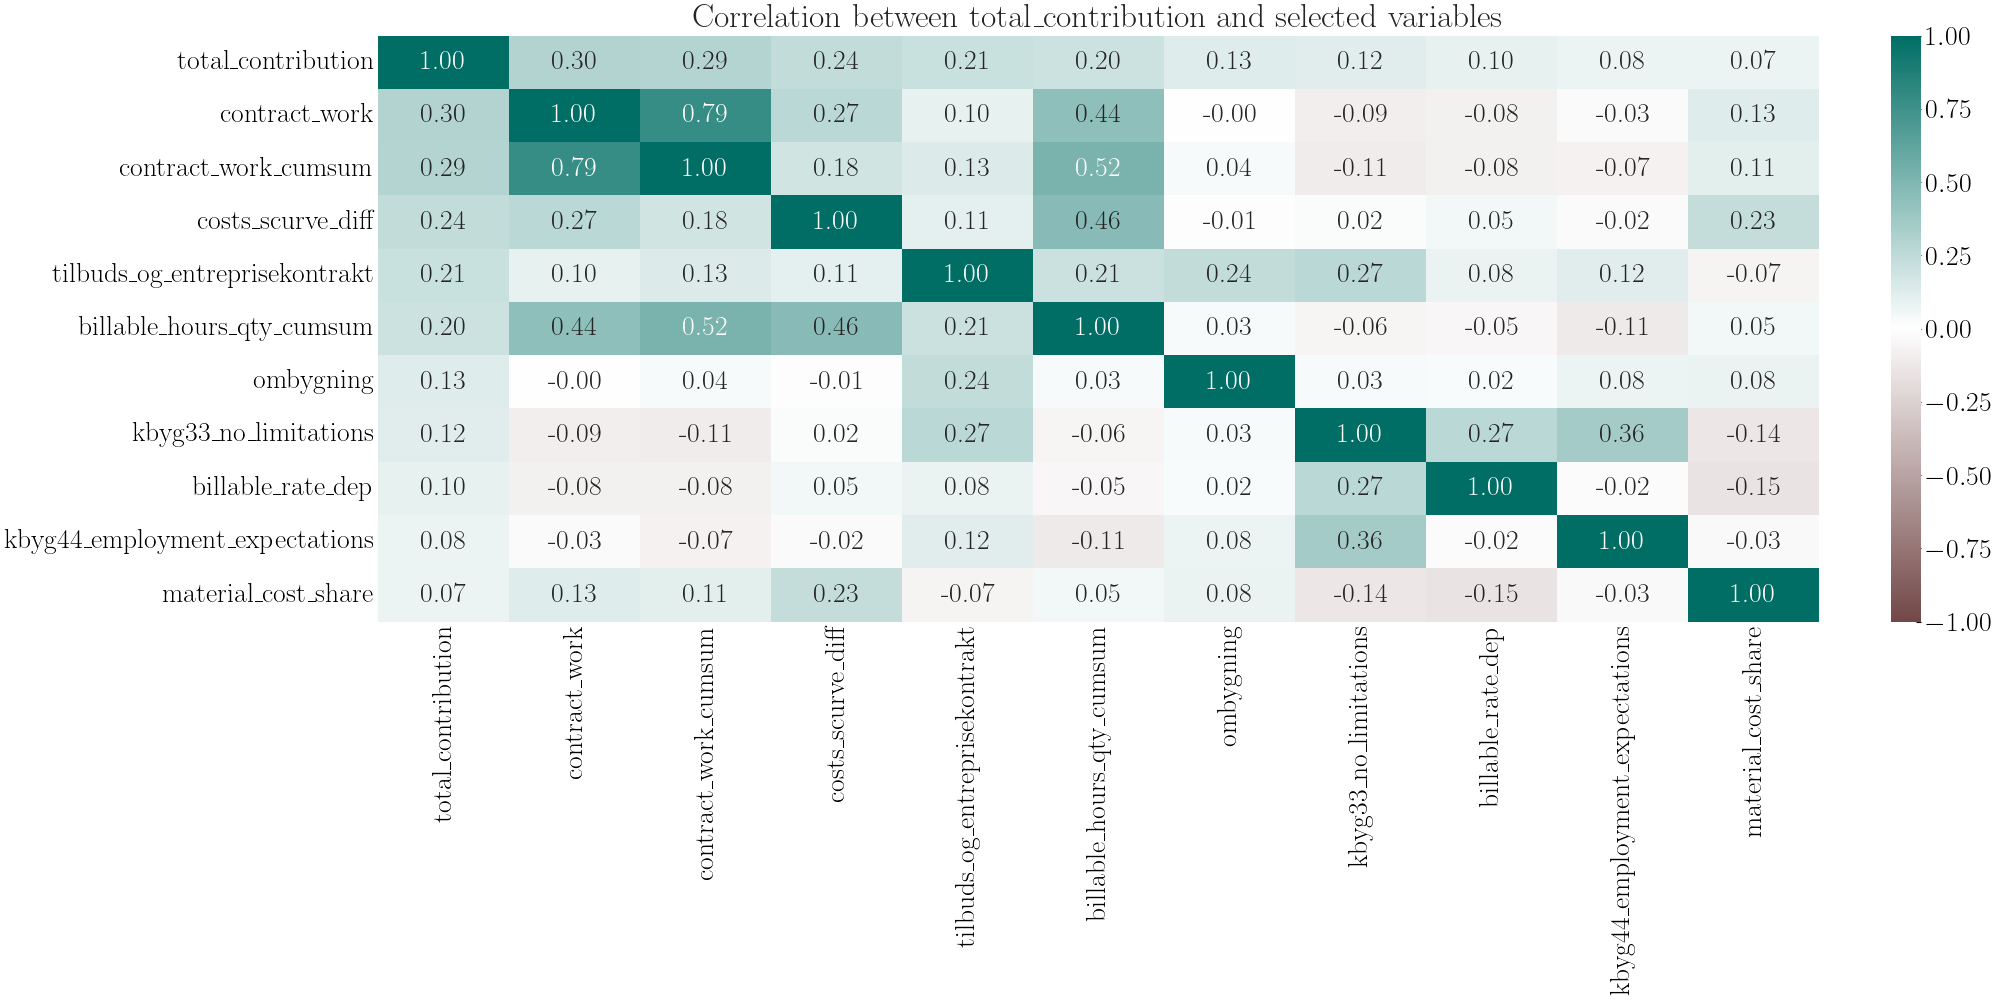 Correlation between total_contribution and selected variables
total_contribution 1.00 0.30 0.29 0.24 0.21 0.20 0.13 0.12 0.10 0.08 0.07
contract_work 0.30 1.00 0.79 0.27 0.10 0.44 -0.00 -0.09 -0.08 -0.03 0.13
contract_work_cumsum 0.29 0.79 1.00 0.18 0.13 0.52 0.04 -0.11 -0.08 -0.07 0.11
costs_scurve_diff 0.24 0.27 0.18 1.00 0.11 0.46 -0.01 0.02 0.05 -0.02 0.23
tilbuds_og_entreprisekontrakt 0.21 0.10 0.13 0.11 1.00 0.21 0.24 0.27 0.08 0.12 -0.07
billable_hours_qty_cumsum 0.20 0.44 0.52 0.46 0.21 1.00 0.03 -0.06 -0.05 -0.11 0.05
ombygning 0.13 -0.00 0.04 -0.01 0.24 0.03 1.00 0.03 0.02 0.08 0.08
kbyg33_no_limitations 0.12 -0.09 -0.11 0.02 0.27 -0.06 0.03 1.00 0.27 0.36 -0.14
billable_rate_dep 0.10 -0.08 -0.08 0.05 0.08 -0.05 0.02 0.27 1.00 -0.02 -0.15
kbyg44_employment_expectations 0.08 -0.03 -0.07 -0.02 0.12 -0.11 0.08 0.36 -0.02 1.00 -0.03
material_cost_share 0.07 0.13 0.11 0.23 -0.07 0.05 0.08 -0.14 -0.15 -0.03 1.00
total_contribution
contract_work
contract_work_cumsum
costs_scurve_diff
tilbuds_og_entreprisekontrakt
billable_hours_qty_cumsum
ombygning
kbyg33_no_limitations
billable_rate_dep
kbyg44_employment_expectations
material_cost_share
1.00
0.75
0.50
0.25
0.00
−0.25
−0.50
−0.75
−1.00